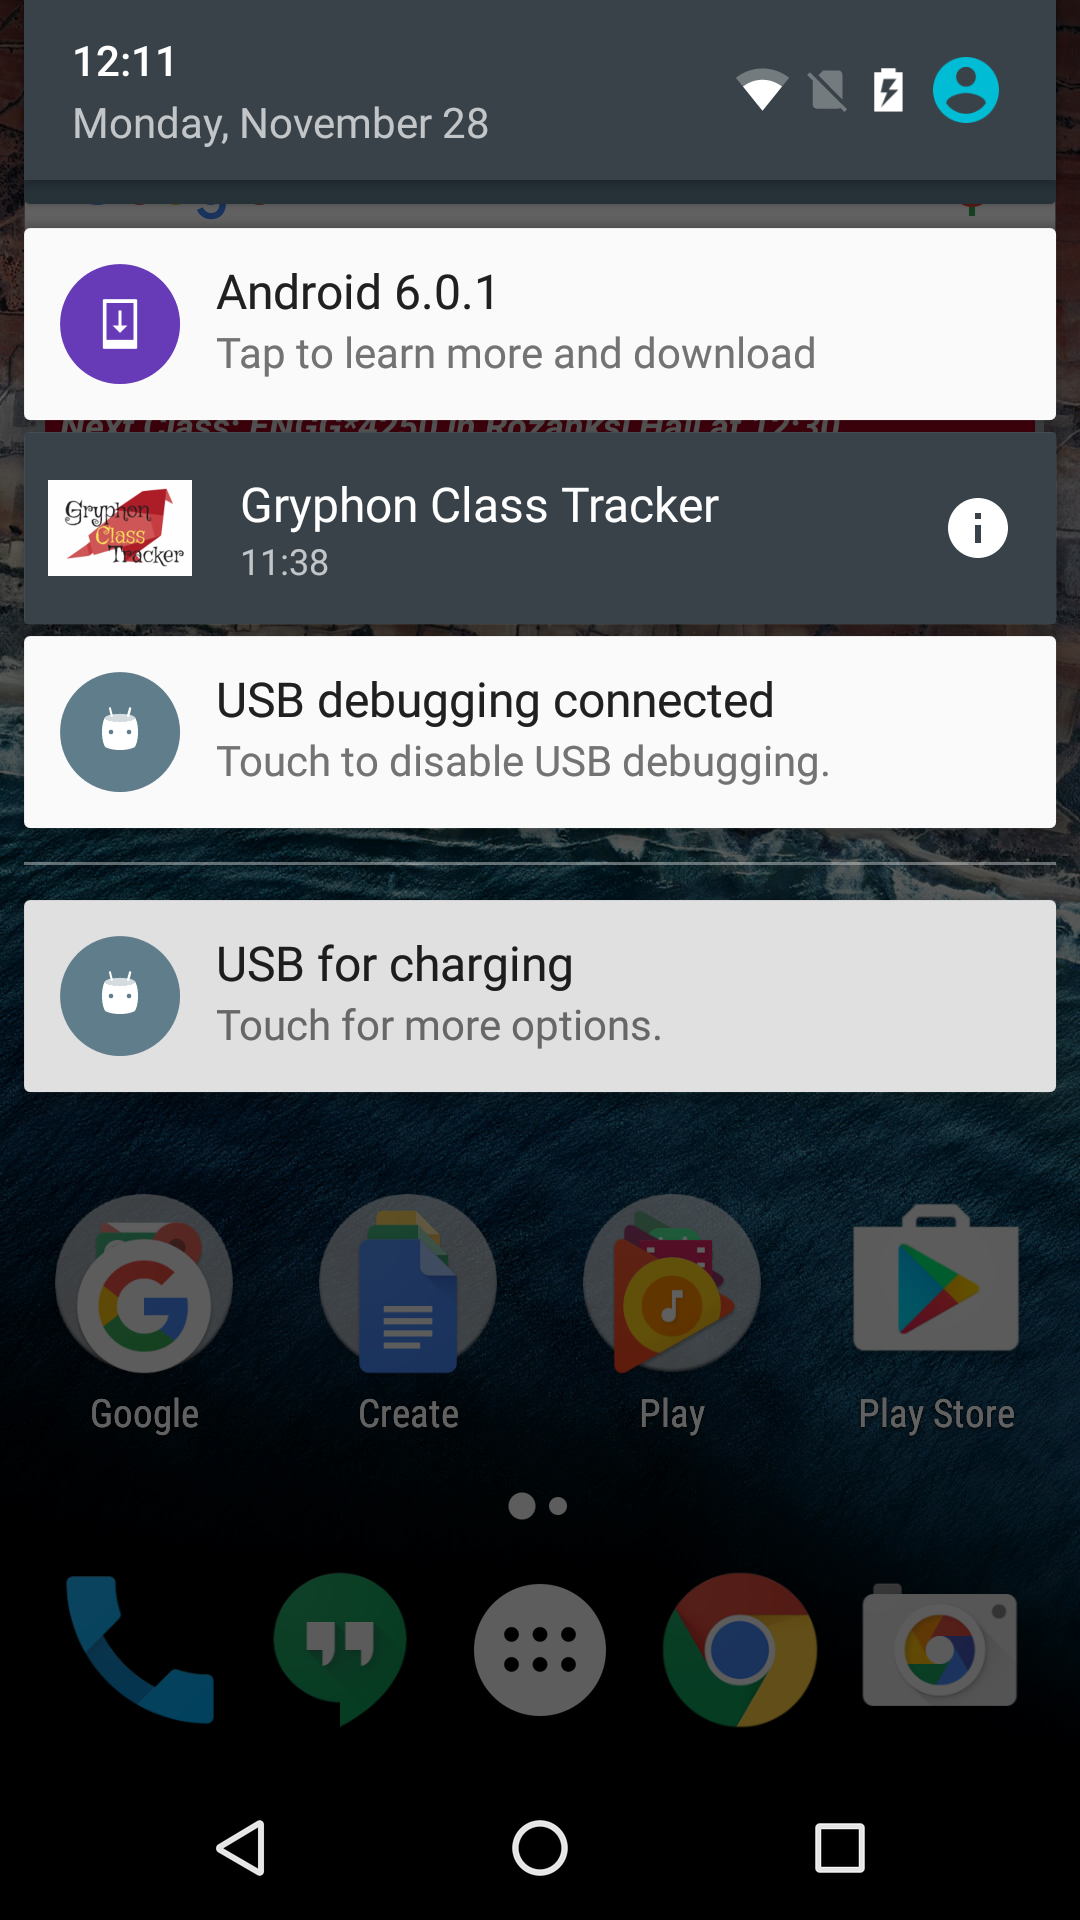 12:11
Monday, November 28
Android 6.0.1
Tap to learn more and download
Next Class: ENGG*4250 in Rozanksi Hall at 12:30
Gryphon Class Tracker
Gryphon Class Tracker
11:38
USB debugging connected
Touch to disable USB debugging.
USB for charging
Touch for more options.
Google
Create
Play
Play Store